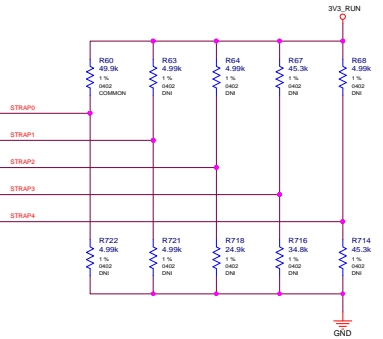 3V3_RUN
R60
49.9k
1 %
0402
COMMON
R63
4.99k
1 %
0402
DNI
R64
4.99k
1 %
0402
DNI
R67
45.3k
1 %
0402
DNI
R68
4.99k
1 %
0402
DNI
STRAP0
STRAP1
STRAP2
STRAP3
STRAP4
R722
4.99k
1 %
0402
DNI
R721
4.99k
1 %
0402
DNI
R718
24.9k
1 %
0402
DNI
R716
34.8k
1 %
0402
DNI
R714
45.3k
1 %
0402
DNI
GND